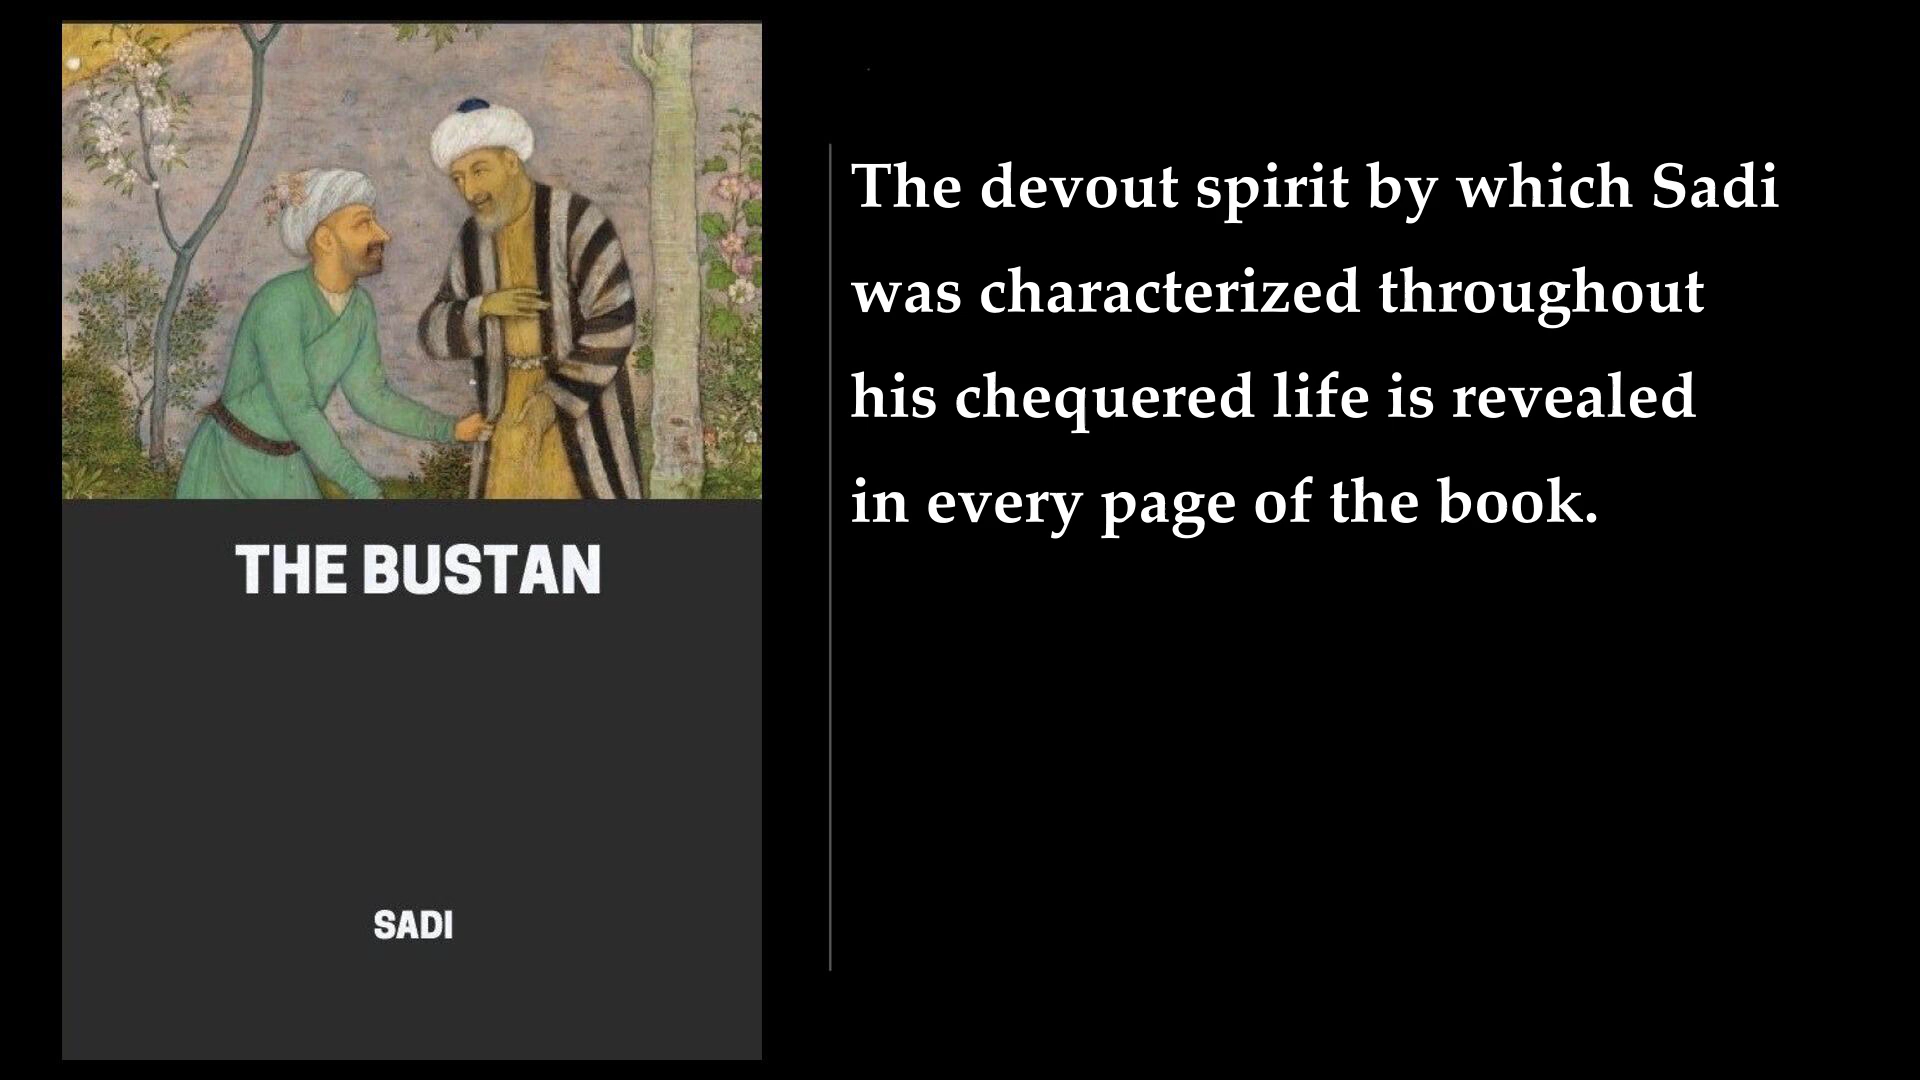 THE BUSTAN
SADI
The devout spirit by which Sadi
was characterized throughout
his chequered life is revealed
in every page of the book.